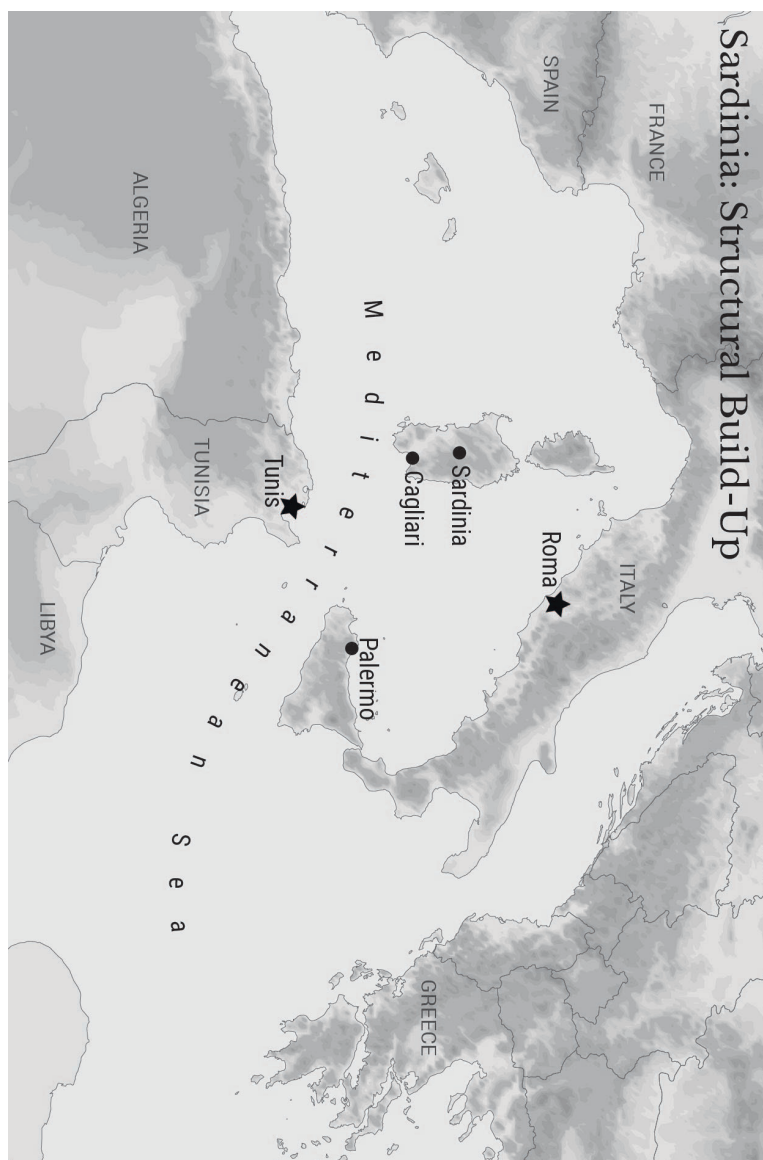 Sardinia: Structural Build-Up
FRANCE
SPAIN
ITALY
Roma
Sardinia
Cagliari
Mediterranean Sea
Palermo
GREECE
Tunis
TUNISIA
ALGERIA
LIBYA